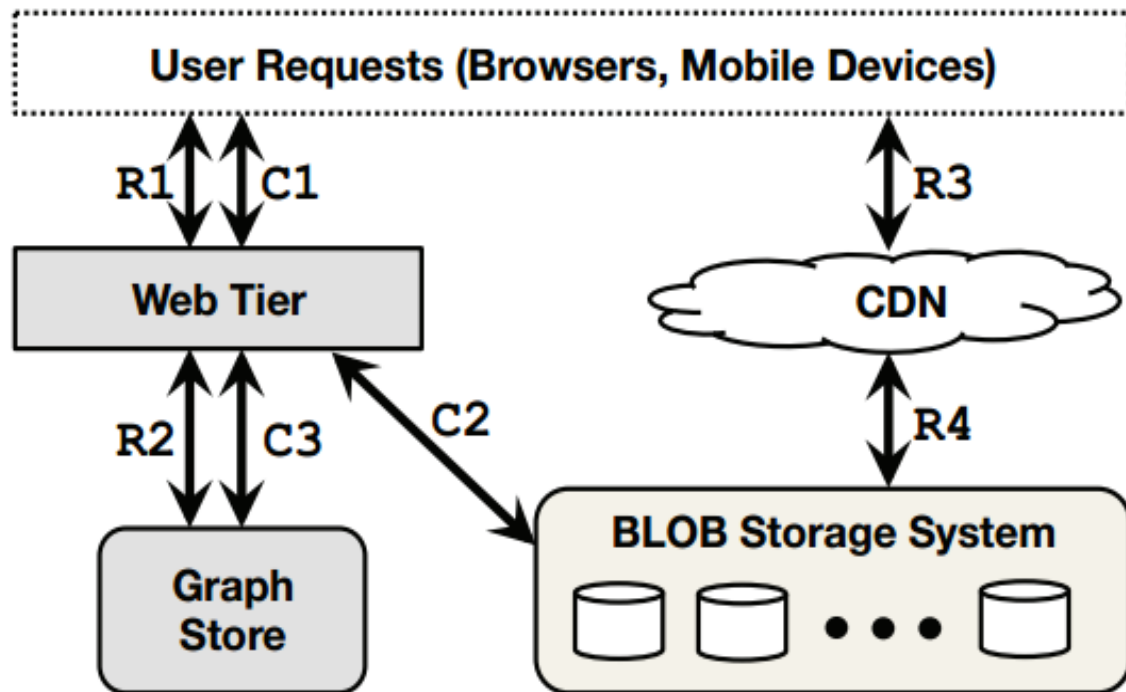 User Requests (Browsers, Mobile Devices)
R1
C1
R3
Web Tier
CDN
R2
C3
C2
R4
BLOB Storage System
Graph
Store